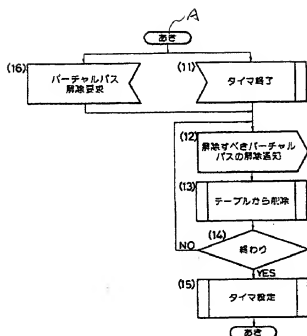 A
あき
(16)
バーチャルパス
解除要求
(11)
タイマ終了
(12)
解除すべきバーチャル
パスの解除通知
(13)
テーブルから削除
(14)
終わり
NO
YES
(15)
タイマ設定
あき